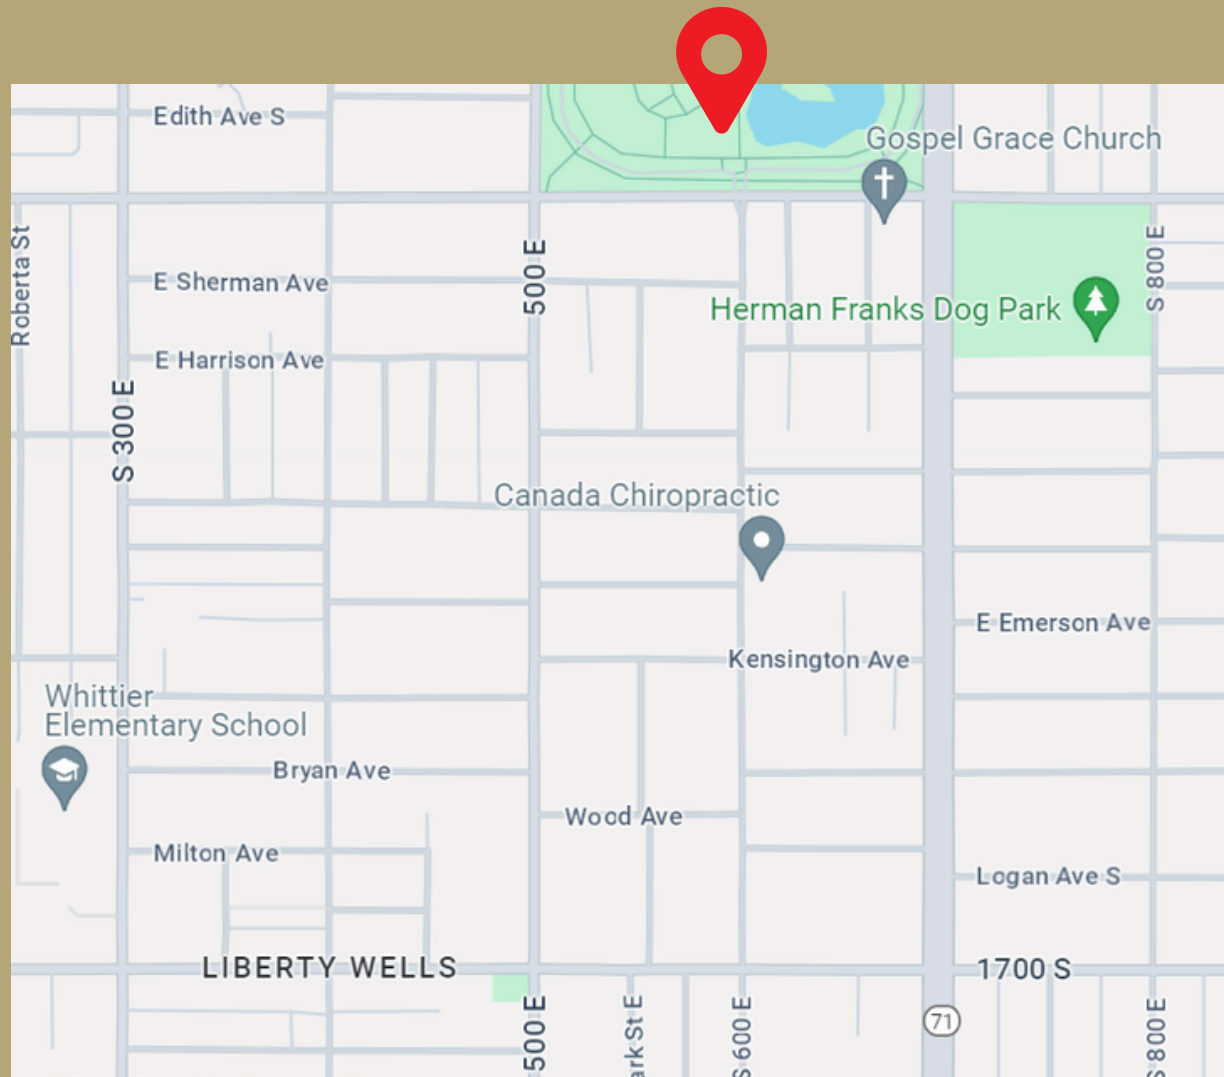 Edith Ave S
Gospel Grace Church
Roberta St
E Sherman Ave
500 E
S 800 E
Herman Franks Dog Park
E Harrison Ave
S 300 E
Canada Chiropractic
E Emerson Ave
Kensington Ave
Whittier
Elementary School
Bryan Ave
Wood Ave
Milton Ave
Logan Ave S
LIBERTY WELLS
1700 S
500 E
ark St E
S 600 E
71
S 800 E